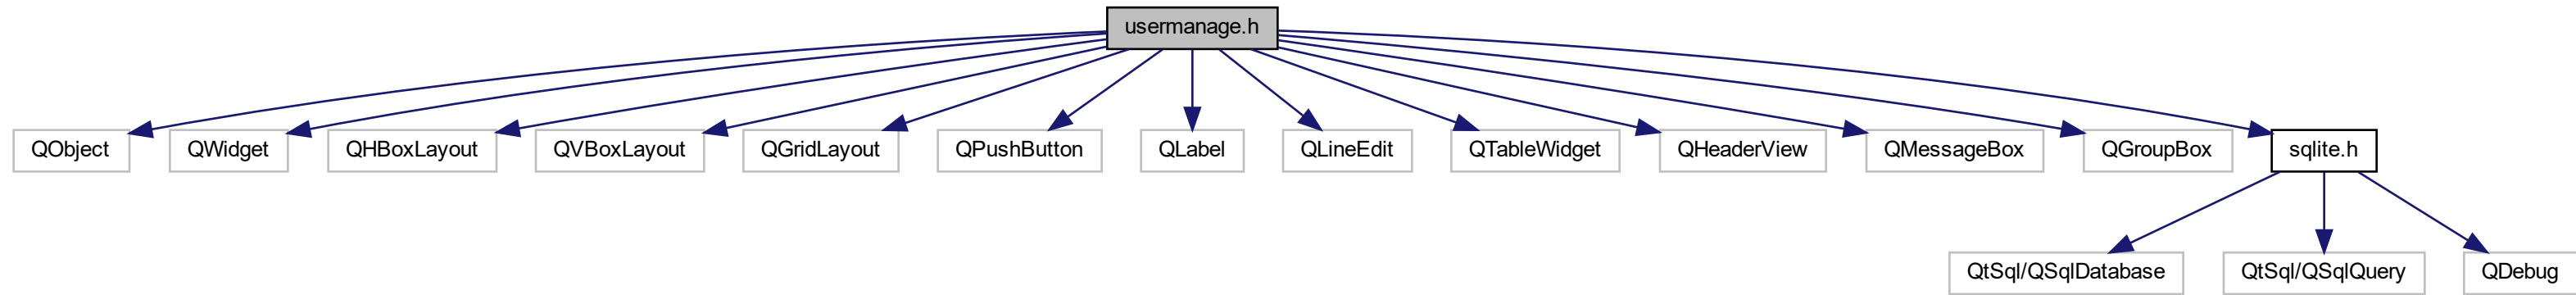 usermanage.h
QObject
QWidget
QHBoxLayout
QVBoxLayout
QGridLayout
QPushButton
QLabel
QLineEdit
QTableWidget
QHeaderView
QMessageBox
QGroupBox
sqlite.h
QtSql/QSqlDatabase
QtSql/QSqlQuery
QDebug